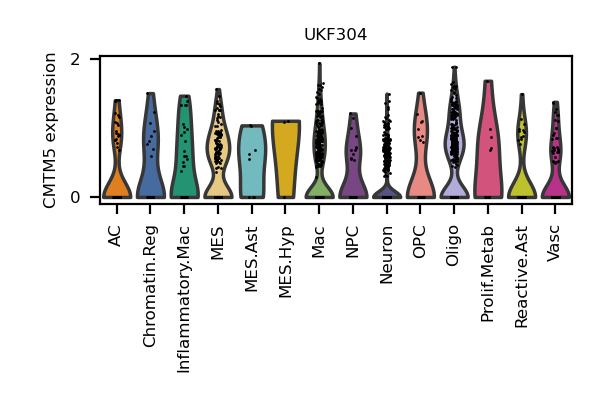 UKF304
CMTM5 expression
2
0
AC
Chromatin.Reg
Inflammatory.Mac
MES
MES.Ast
MES.Hyp
Mac
NPC
Neuron
OPC
Oligo
Prolif.Metab
Reactive.Ast
Vasc